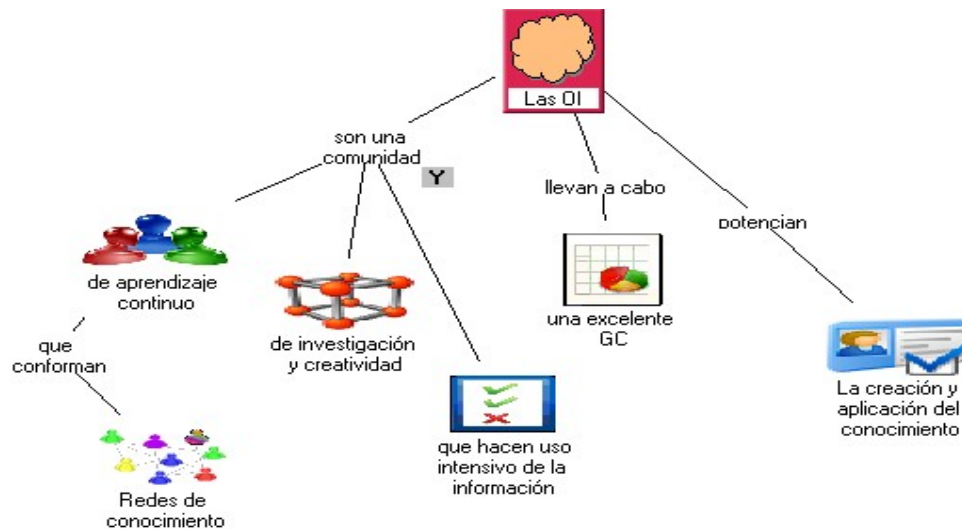 Las OI
son una
comunidad
Y
llevan a cabo
potencian
de aprendizaje
continuo
de investigación
y creatividad
una excelente
GC
que
conforman
que hacen uso
intensivo de la
información
La creación y
aplicación del
conocimiento
Redes de
conocimiento